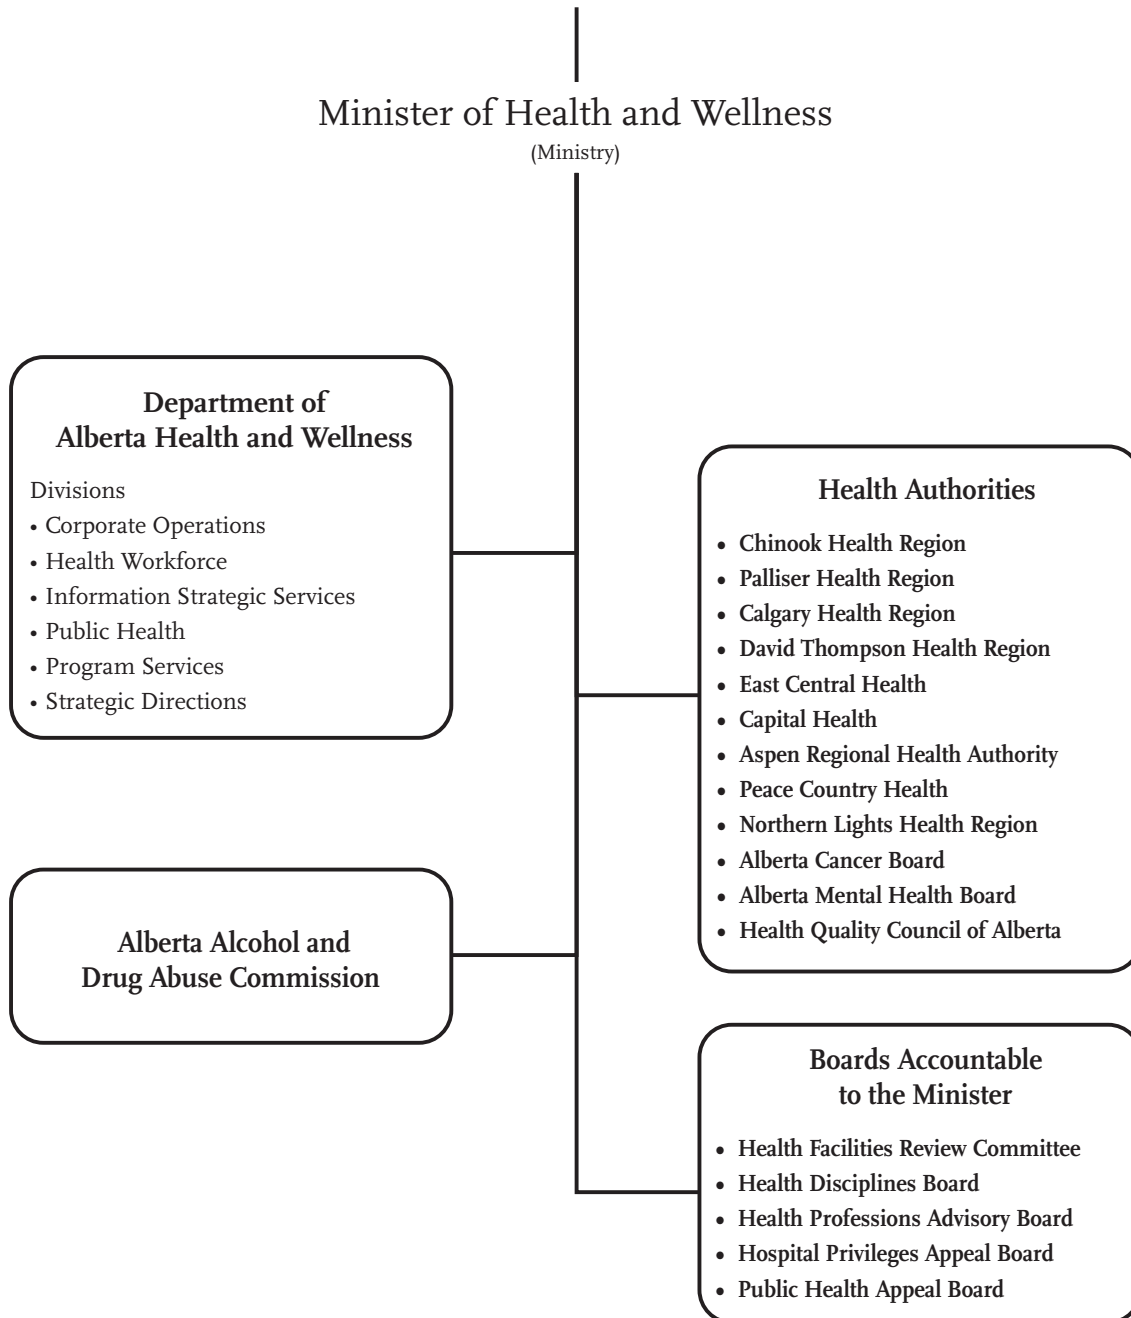 Minister of Health and Wellness
(Ministry)
Department of
Alberta Health and Wellness
Divisions
• Corporate Operations
• Health Workforce
• Information Strategic Services
• Public Health
• Program Services
• Strategic Directions
Health Authorities
• Chinook Health Region
• Palliser Health Region
• Calgary Health Region
• David Thompson Health Region
• East Central Health
• Capital Health
• Aspen Regional Health Authority
• Peace Country Health
• Northern Lights Health Region
• Alberta Cancer Board
• Alberta Mental Health Board
• Health Quality Council of Alberta
Alberta Alcohol and
Drug Abuse Commission
Boards Accountable
to the Minister
• Health Facilities Review Committee
• Health Disciplines Board
• Health Professions Advisory Board
• Hospital Privileges Appeal Board
• Public Health Appeal Board